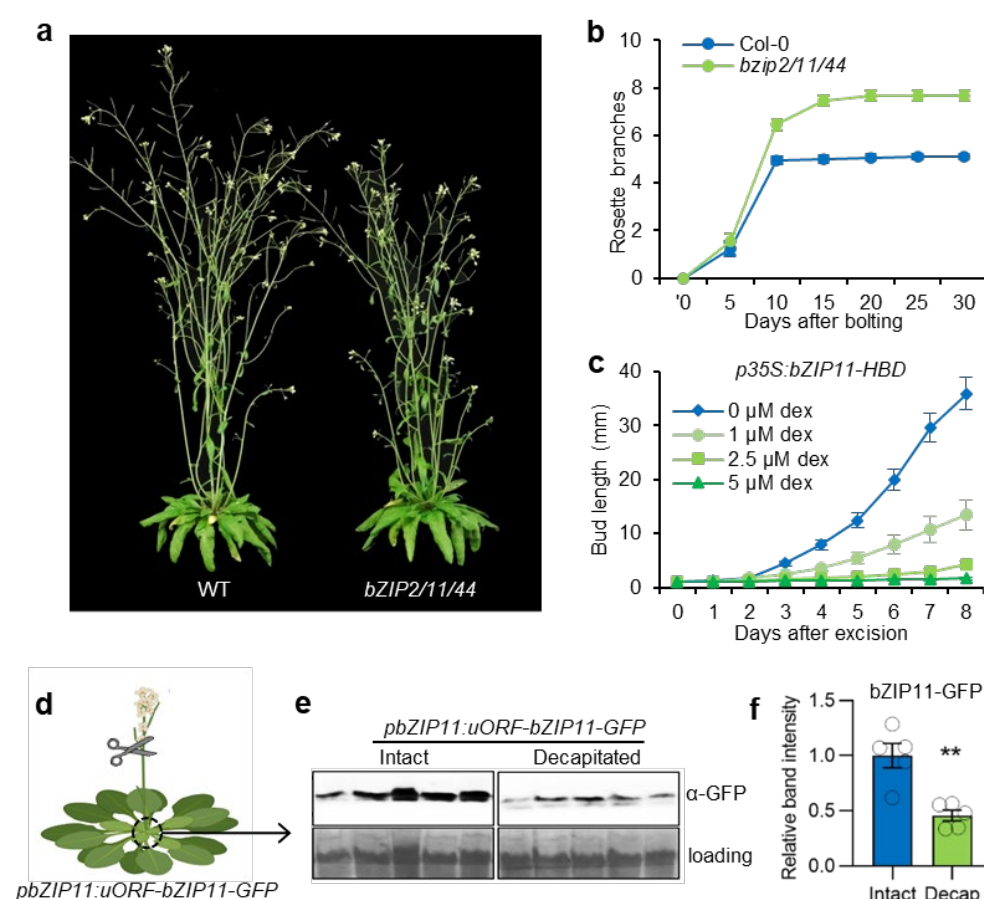 a
WT
bZIP2/11/44
b
10
8
6
4
2
0
Rosette branches
Col-0
bzip2/11/44
'0 5 10 15 20 25 30
Days after bolting
c
p35S:bZIP11-HBD
40
30
20
10
0
Bud length (mm)
0 µM dex
1 µM dex
2.5 µM dex
5 µM dex
0 1 2 3 4 5 6 7 8
Days after excision
d
pbZIP11:uORF-bZIP11-GFP
e
pbZIP11:uORF-bZIP11-GFP
Intact Decapitated
α-GFP
loading
f
bZIP11-GFP
1.5
1.0
0.5
0.0
Relative band intensity
**
Intact Decap